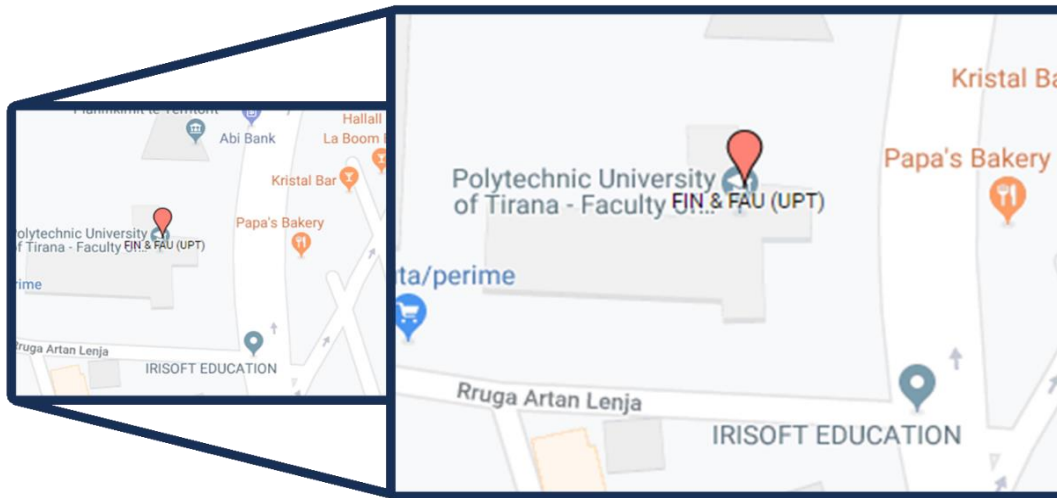 Abi Bank
Hallall
La Boom
Kristal Bar
Papa's Bakery
Polytechnic University
of Tirana - Faculty
FIN & FAU (UPT)
rime
Rruga Artan Lenja
IRISOFT EDUCATION
Kristal Ba
Papa's Bakery
Polytechnic University
of Tirana - Faculty
FIN & FAU (UPT)
ta/perime
Rruga Artan Lenja
IRISOFT EDUCATION